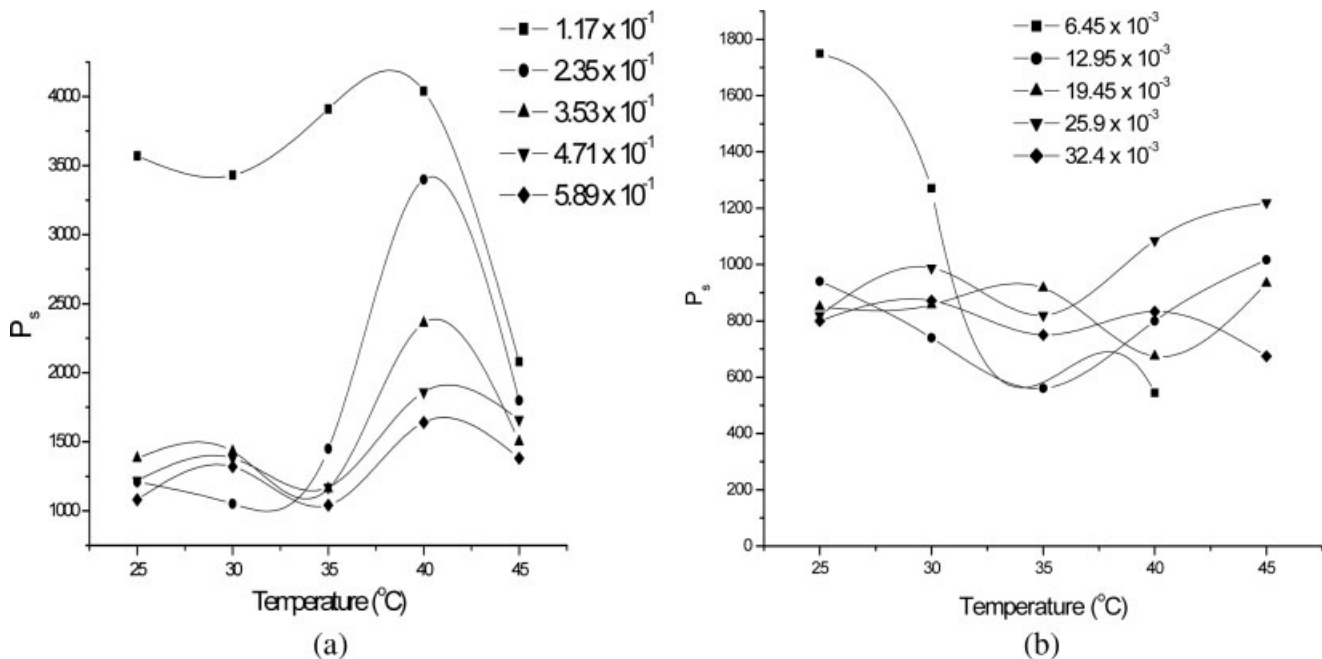 1.17 x 10⁻¹
2.35 x 10⁻¹
3.53 x 10⁻¹
4.71 x 10⁻¹
5.89 x 10⁻¹
4000
3500
3000
2500
2000
1500
1000
Pₛ
25 30 35 40 45
Temperature (°C)
(a)
6.45 x 10⁻³
12.95 x 10⁻³
19.45 x 10⁻³
25.9 x 10⁻³
32.4 x 10⁻³
1800
1600
1400
1200
1000
800
600
400
200
0
Pₛ
25 30 35 40 45
Temperature (°C)
(b)